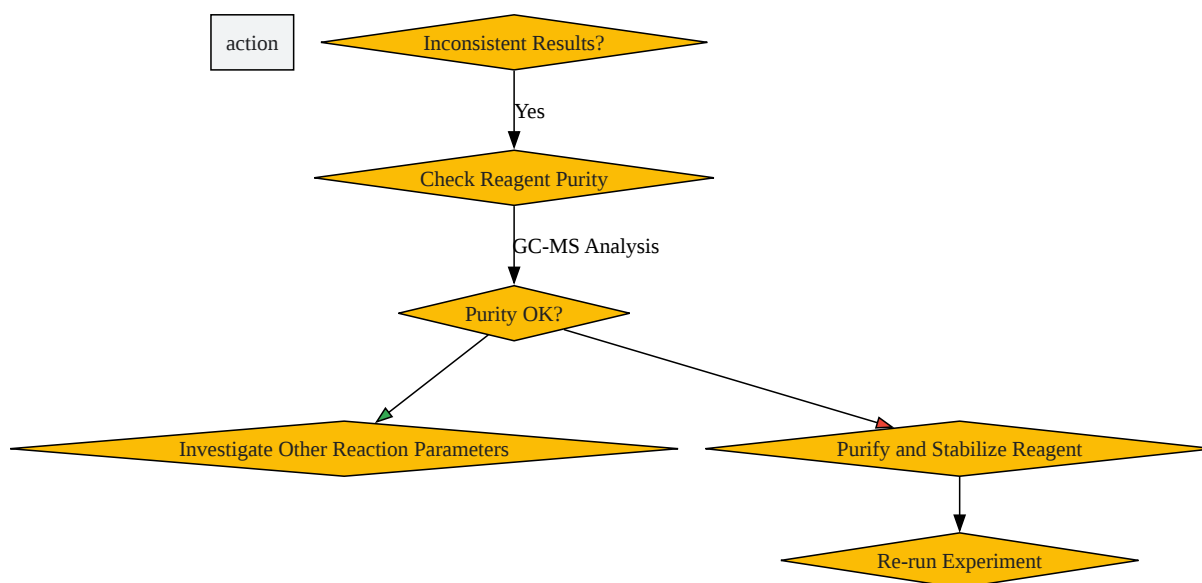 action
Inconsistent Results?
Yes
Check Reagent Purity
GC-MS Analysis
Purity OK?
Investigate Other Reaction Parameters
Purify and Stabilize Reagent
Re-run Experiment